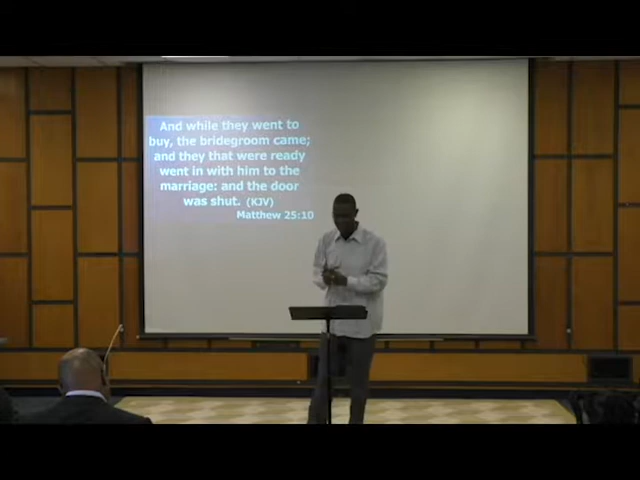 And while they went to
buy, the bridegroom came;
and they that were ready
went in with him to the
marriage: and the door
was shut. (KJV)
Matthew 25:10